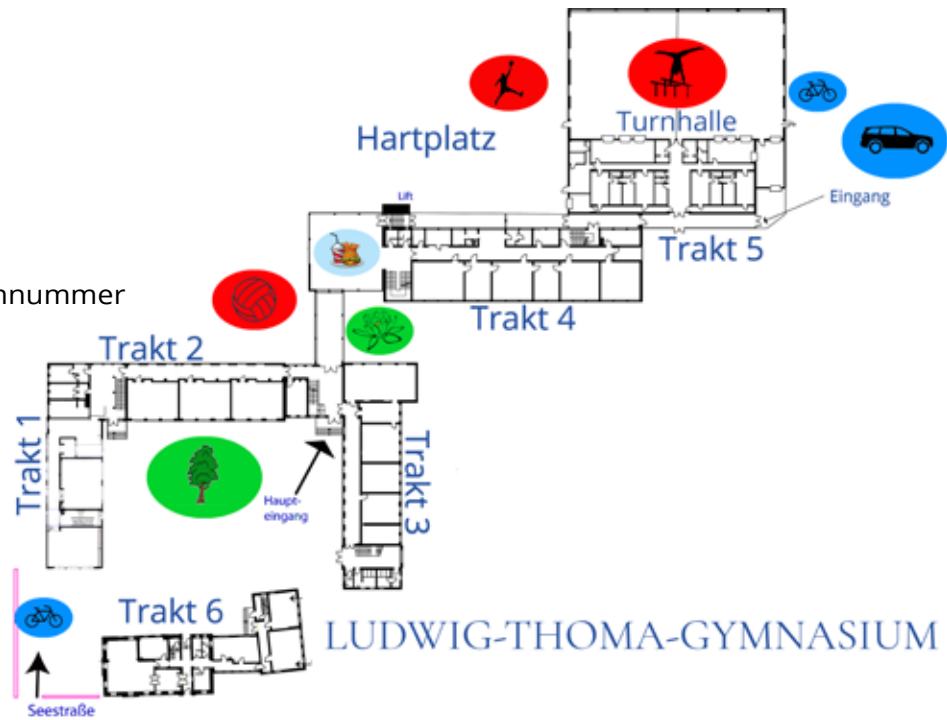 Turnhalle
Hartplatz
Eingang
Lift
Trakt 5
Trakt 4
Trakt 2
Trakt 1
Trakt 3
Haupt-
eingang
Trakt 6
LUDWIG-THOMA-GYMNASIUM
Seestraße